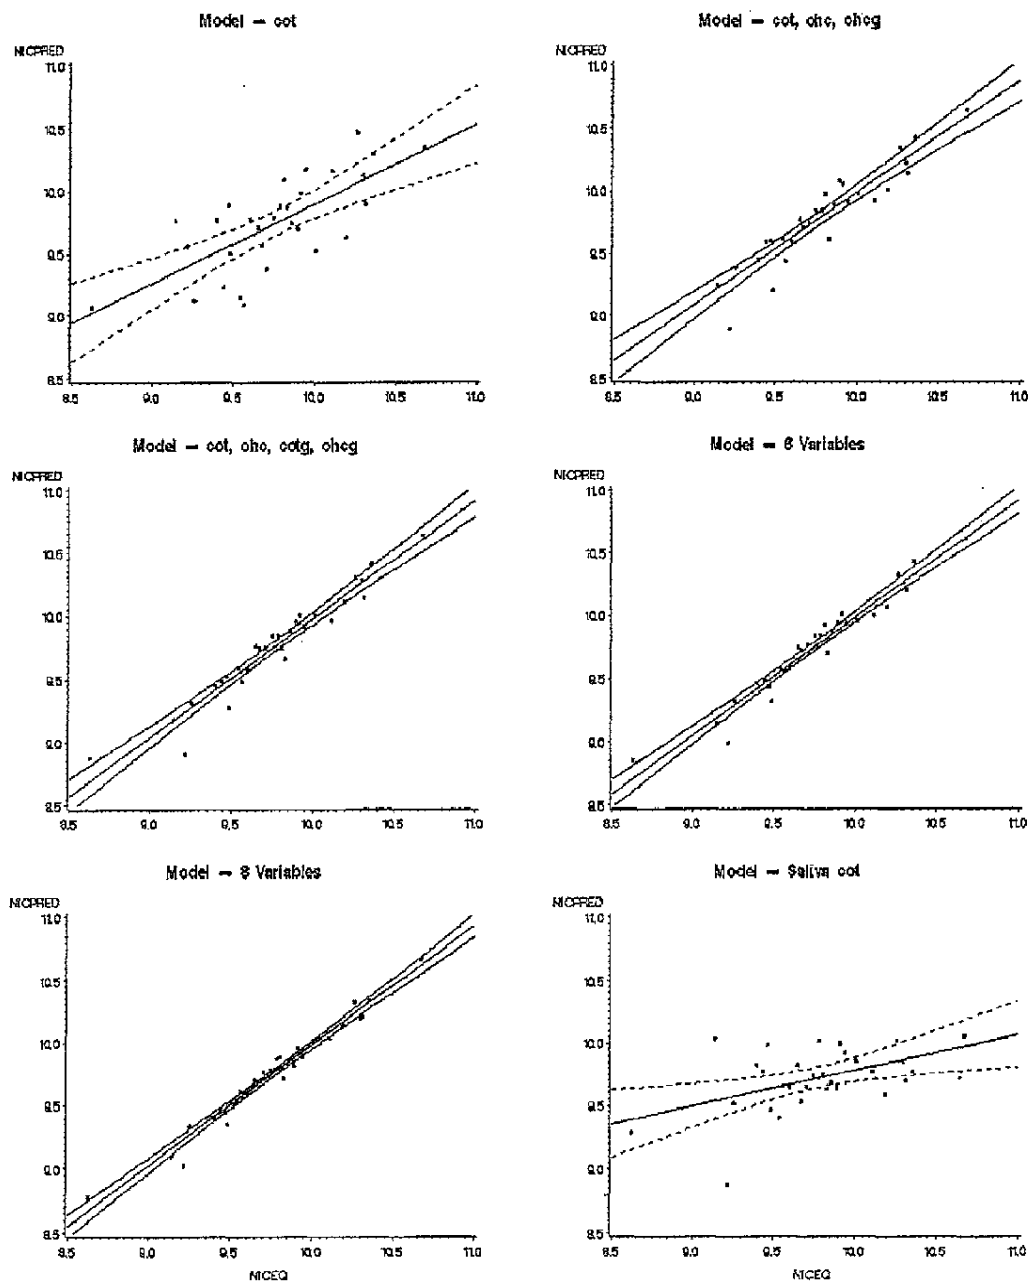 Model — cot
NICPRED
11.0
10.5
10.0
9.5
9.0
8.5
8.5 9.0 9.5 10.0 10.5 11.0
Model — cot, ohc, ohcg
NICPRED
11.0
10.5
10.0
9.5
9.0
8.5
8.5 9.0 9.5 10.0 10.5 11.0
Model — cot, ohc, cotg, ohcg
NICPRED
11.0
10.5
10.0
9.5
9.0
8.5
8.5 9.0 9.5 10.0 10.5 11.0
Model — 6 Variables
NICPRED
11.0
10.5
10.0
9.5
9.0
8.5
8.5 9.0 9.5 10.0 10.5 11.0
Model — 8 Variables
NICPRED
11.0
10.5
10.0
9.5
9.0
8.5
8.5 9.0 9.5 10.0 10.5 11.0
NICEQ
Model — Saliva cot
NICPRED
11.0
10.5
10.0
9.5
9.0
8.5
8.5 9.0 9.5 10.0 10.5 11.0
NICEQ